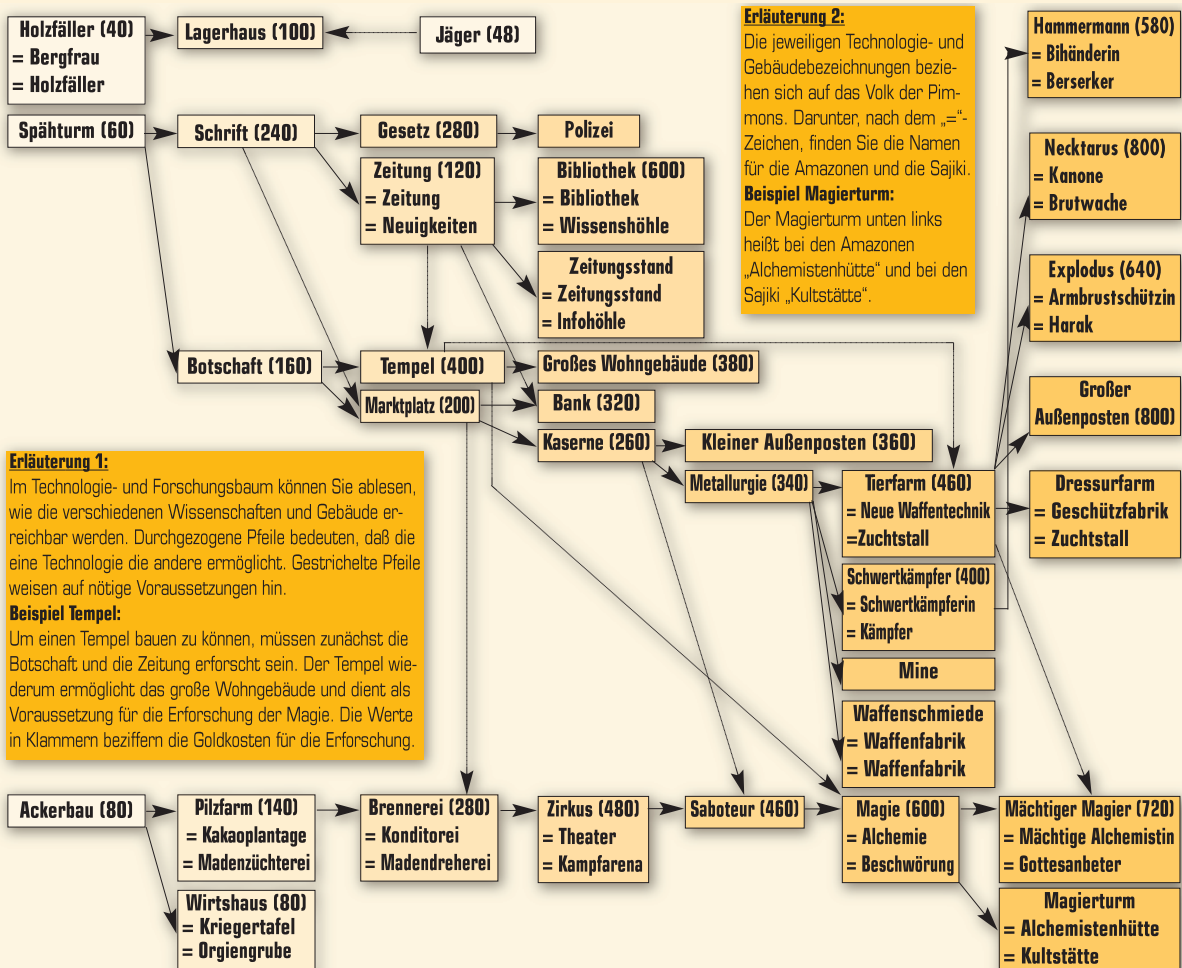 Holzfäller (40)
= Bergfrau
= Holzfäller
Lagerhaus (100)
Jäger (48)
Spähturm (60)
Schrift (240)
Gesetz (280)
Polizei
Zeitung (120)
= Zeitung
= Neuigkeiten
Bibliothek (600)
= Bibliothek
= Wissenshöhle
Zeitungsstand
= Zeitungsstand
= Infohöhle
Botschaft (160)
Tempel (400)
Großes Wohngebäude (380)
Marktplatz (200)
Bank (320)
Kaserne (260)
Kleiner Außenposten (360)
Metallurgie (340)
Tierfarm (460)
= Neue Waffentechnik
=Zuchtstall
Schwertkämpfer (400)
= Schwertkämpferin
= Kämpfer
Mine
Waffenschmiede
= Waffenfabrik
= Waffenfabrik
Erläuterung 2:
Die jeweiligen Technologie- und
Gebäudebezeichnungen bezie-
hen sich auf das Volk der Pim-
mons. Darunter, nach dem „="-
Zeichen, finden Sie die Namen
für die Amazonen und die Sajiki.
Beispiel Magierturm:
Der Magierturm unten links
heißt bei den Amazonen
„Alchemistenhütte" und bei den
Sajiki „Kultstätte".
Hammermann (580)
= Bihänderin
= Berserker
Necktarus (800)
= Kanone
= Brutwache
Explodus (640)
= Armbrustschützin
= Harak
Großer
Außenposten (800)
Dressurfarm
= Geschützfabrik
= Zuchtstall
Erläuterung 1:
Im Technologie- und Forschungsbaum können Sie ablesen,
wie die verschiedenen Wissenschaften und Gebäude er-
reichbar werden. Durchgezogene Pfeile bedeuten, daß die
eine Technologie die andere ermöglicht. Gestrichelte Pfeile
weisen auf nötige Voraussetzungen hin.
Beispiel Tempel:
Um einen Tempel bauen zu können, müssen zunächst die
Botschaft und die Zeitung erforscht sein. Der Tempel wie-
derum ermöglicht das große Wohngebäude und dient als
Voraussetzung für die Erforschung der Magie. Die Werte
in Klammern beziffern die Goldkosten für die Erforschung.
Ackerbau (80)
Pilzfarm (140)
= Kakaoplantage
= Madenzüchterei
Wirtshaus (80)
= Kriegertafel
= Orgiengrube
Brennerei (280)
= Konditorei
= Madendreherei
Zirkus (480)
= Theater
= Kampfarena
Saboteur (460)
Magie (600)
= Alchemie
= Beschwörung
Mächtiger Magier (720)
= Mächtige Alchemistin
= Gottesanbeter
Magierturm
= Alchemistenhütte
= Kultstätte